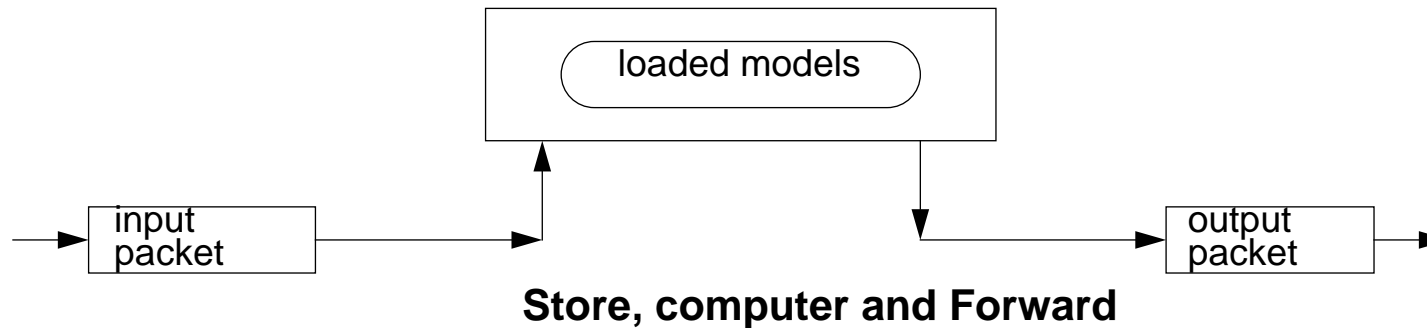 loaded models
input
packet
output
packet
Store, computer and Forward